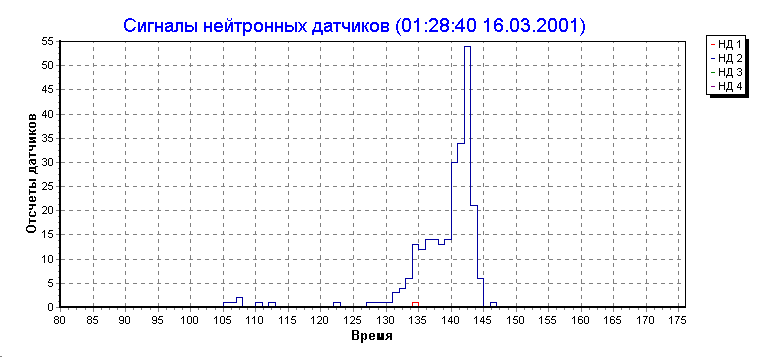 Сигналы нейтронных датчиков (01:28:40 16.03.2001)
НД 1
НД 2
НД 3
НД 4
Отсчеты датчиков
55
50
45
40
35
30
25
20
15
10
5
0
80 85 90 95 100 105 110 115 120 125 130 135 140 145 150 155 160 165 170 175
Время